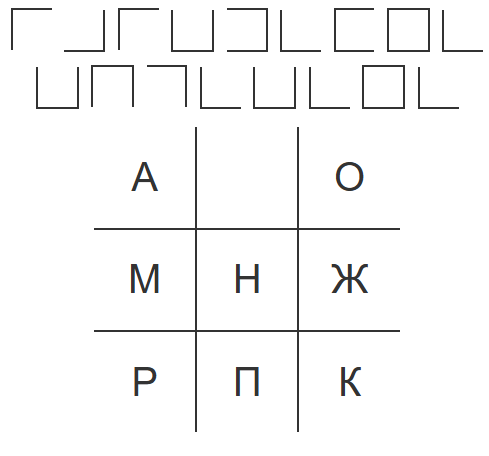 А О
М Н Ж
Р П К